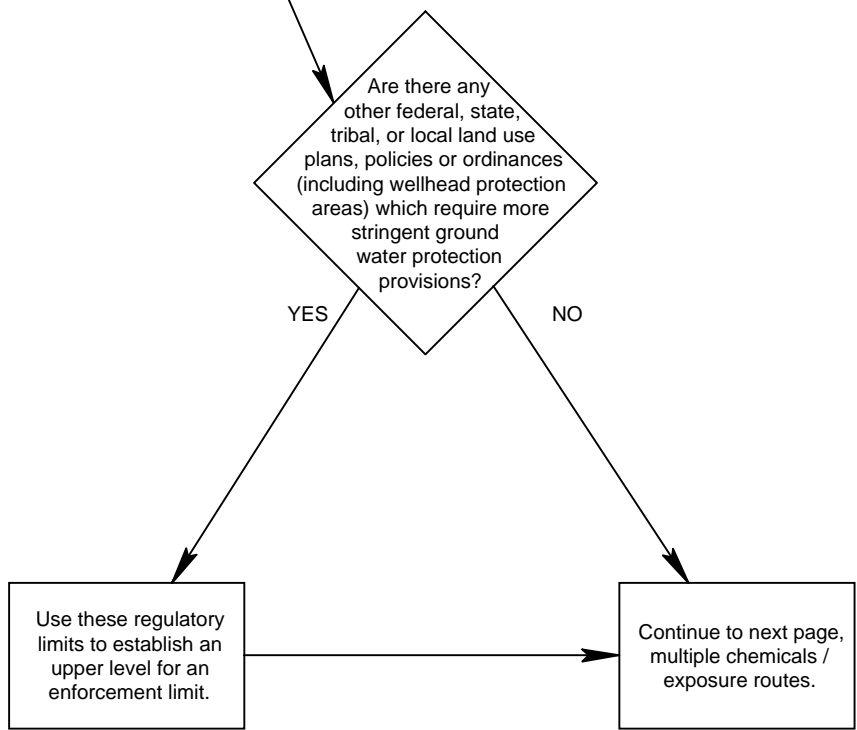 Are there any
other federal, state,
tribal, or local land use
plans, policies or ordinances
(including wellhead protection
areas) which require more
stringent ground
water protection
provisions?
YES
NO
Use these regulatory
limits to establish an
upper level for an
enforcement limit.
Continue to next page,
multiple chemicals /
exposure routes.